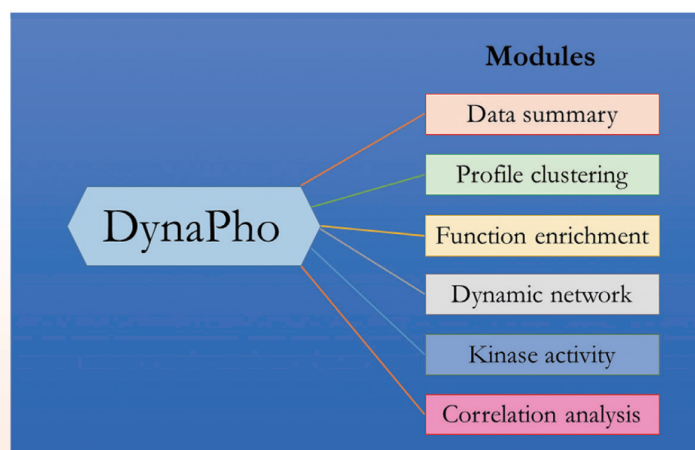 Modules
DynaPho
Data summary
Profile clustering
Function enrichment
Dynamic network
Kinase activity
Correlation analysis